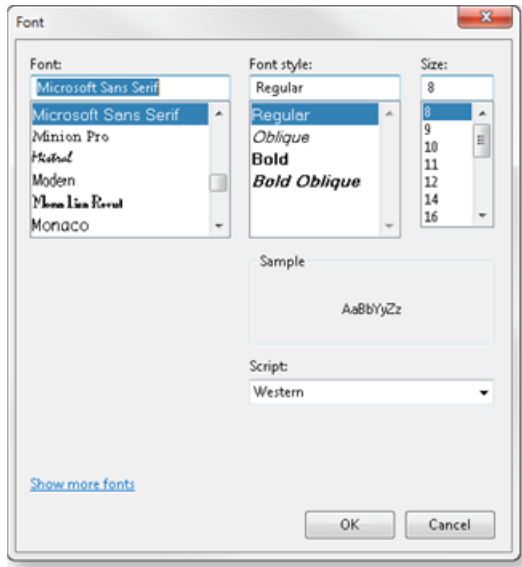 Font
Font:
Microsoft Sans Serif
Microsoft Sans Serif
Minion Pro
Mistral
Modern
Mona Lisa Recut
Monaco
Font style:
Regular
Regular
Oblique
Bold
Bold Oblique
Size:
8
8
9
10
11
12
14
16
Sample
AaBbYyZz
Script:
Western
Show more fonts
OK
Cancel